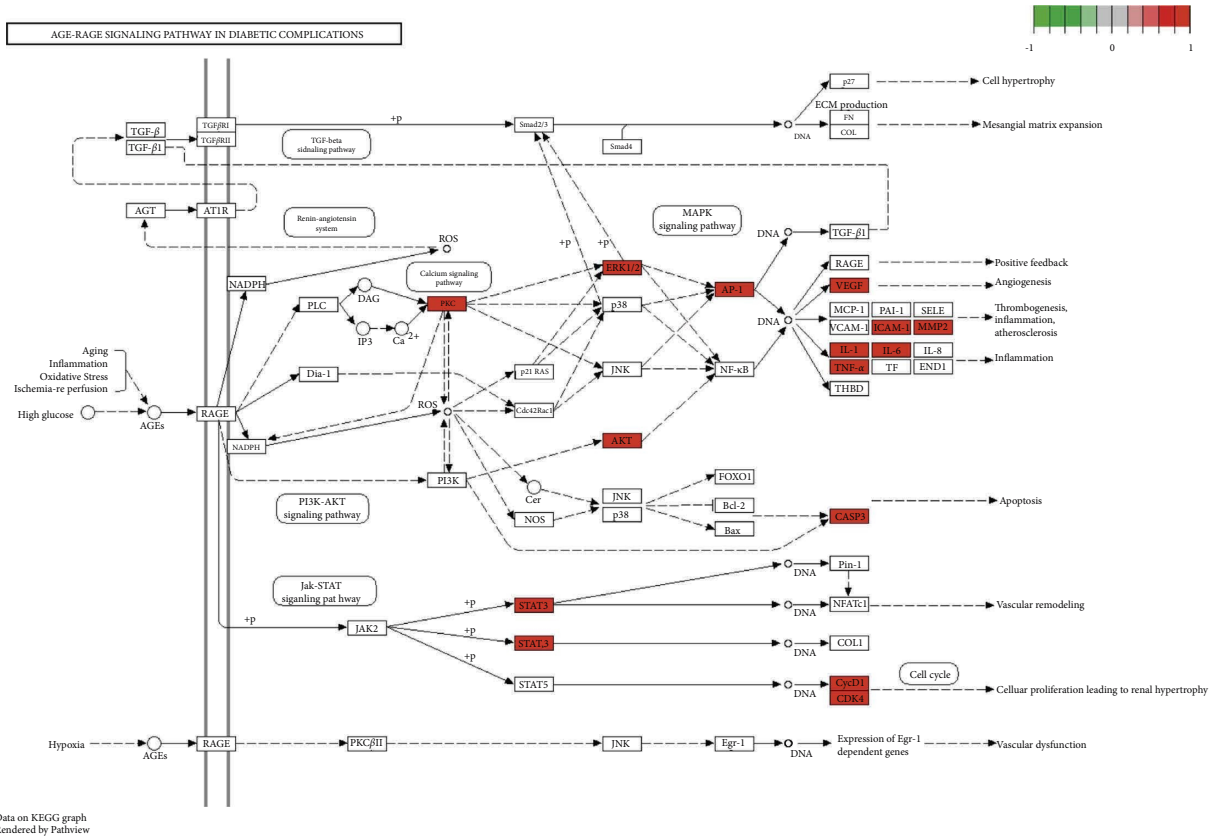 AGE-RAGE SIGNALING PATHWAY IN DIABETIC COMPLICATIONS
-1 0 1
p27
Cell hypertrophy
ECM production
FN
COL
DNA
Mesangial matrix expansion
TGF-β
TGF-β1
TGFβRI
TGFβRII
+p
TGF-beta
sidnaling pathway
Smad2/3
Smad4
AGT
AT1R
Renin-angiotensin
system
ROS
MAPK
signaling pathway
+p
+p
DNA
TGF-β1
NADPH
PLC
DAG
IP3
Ca 2+
Calcium signaling
pathway
PKC
ERK1/2
p38
AP-1
RAGE
Positive feedback
VEGF
Angiogenesis
DNA
MCP-1 PAI-1 SELE
VCAM-1 ICAM-1 MMP2
Thrombogenesis,
inflammation,
atherosclerosis
IL-1 IL-6 IL-8
TNF-α TF END1
Inflammation
THBD
Aging
Inflammation
Oxidative Stress
Ischemia-re perfusion
High glucose
AGEs
RAGE
Dia-1
p21 RAS
JNK
NF-κB
ROS
Cdc42Rac1
NADPH
AKT
PI3K
PI3K-AKT
signaling pathway
Cer
NOS
JNK
p38
FOXO1
Bcl-2
Bax
CASP3
Apoptosis
Jak-STAT
siganling pat hway
+p
JAK2
+p
STAT3
DNA
Pin-1
DNA
NFATc1
Vascular remodeling
+p
STAT,3
DNA
COL1
+p
STAT5
DNA
CycD1
CDK4
Cell cycle
Celluar proliferation leading to renal hypertrophy
Hypoxia
AGEs
RAGE
PKCβII
JNK
Egr-1
DNA
Expression of Egr-1
dependent genes
Vascular dysfunction
Data on KEGG graph
Rendered by Pathview